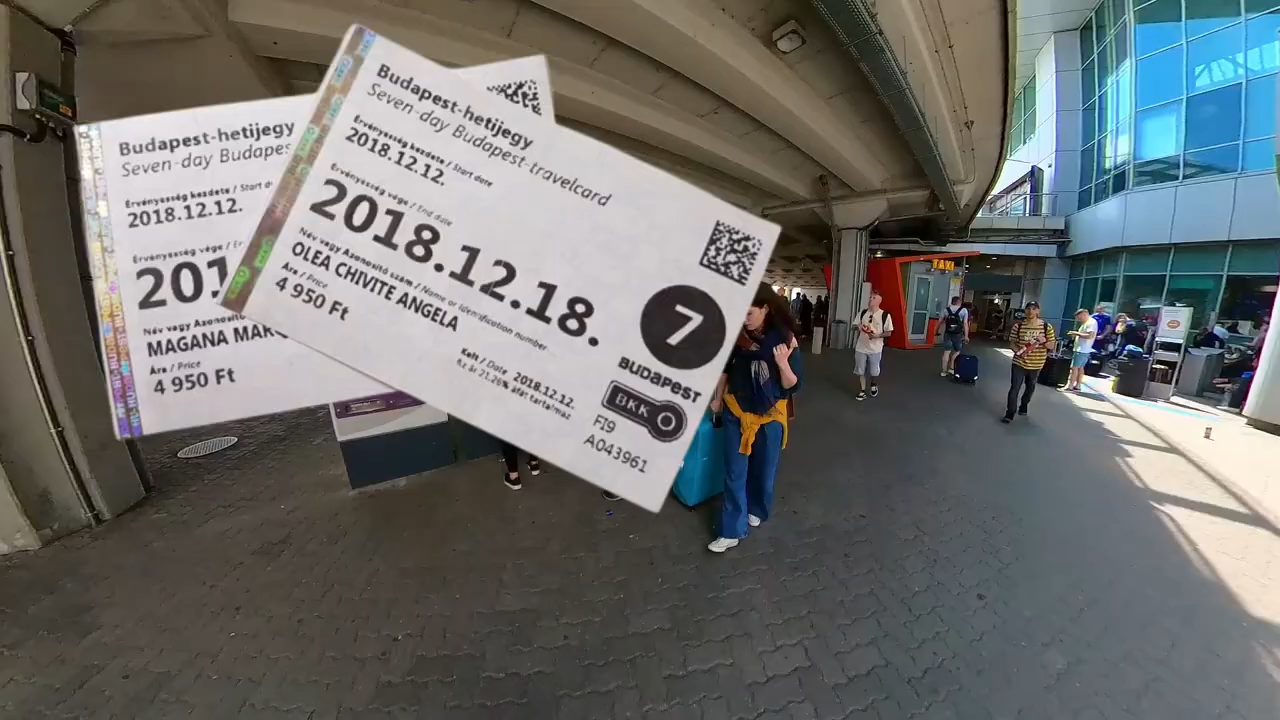 Budapest-hetijegy
Seven-day Budapes
Érvényesség kezdete / Start d
2018.12.12.
Érvényesség vége /
201
Név vagy Azonosító
MAGANA MAR
Ára / Price
4 950 Ft
Budapest-hetijegy
Seven-day Budapest-travelcard
Érvényesség kezdete / Start date
2018.12.12.
Érvényesség vége / End date
2018.12.18.
Név vagy Azonosító szám / Name or identification number
OLEA CHIVITE ANGELA
Ára / Price
4 950 Ft
Kelt / Date 2018.12.12.
7
BUDAPEST
BKK
FI9
A043961
TAXI